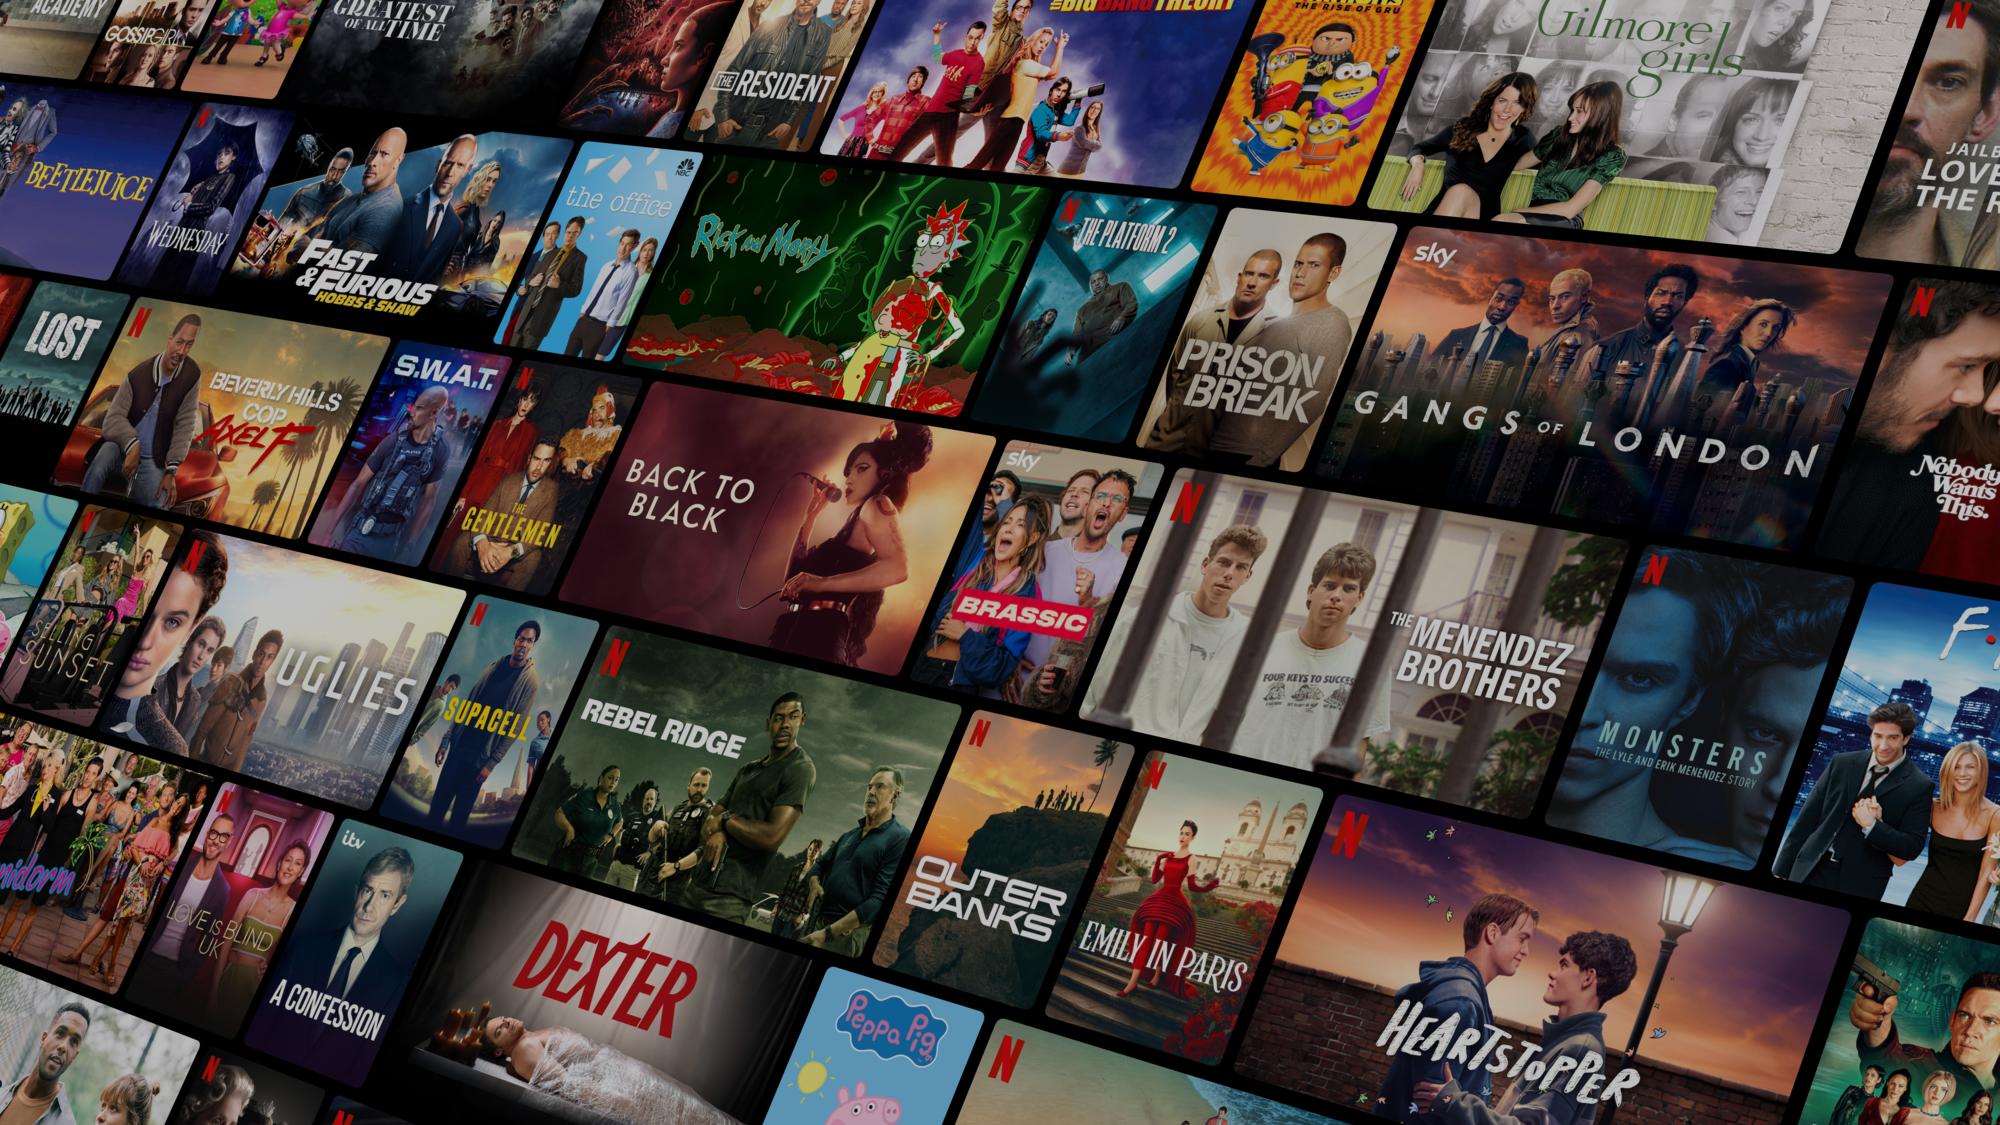 ACADEMY
GOSSIP GIRL
GREATEST
OF ALL TIME
THE RESIDENT
THE BIG BANG THEORY
THE RISE OF GRU
Gilmore
girls
N
JAILB
LOVE
THE R
BEETLEJUICE
N
WEDNESDAY
FAST
& FURIOUS
HOBBS & SHAW
the office
NBC
Rick and Morty
N
THE PLATFORM 2
PRISON
BREAK
sky
GANGS OF LONDON
N
Nobody
Wants
This.
LOST
N
BEVERLY HILLS
COP
AXEL F
S.W.A.T.
N
THE
GENTLEMEN
BACK TO
BLACK
sky
BRASSIC
N
FOUR KEYS TO SUCCESS
THE MENENDEZ
BROTHERS
N
MONSTERS
THE LYLE AND ERIK MENENDEZ STORY
F·
N
SELLING
SUNSET
N
UGLIES
N
SUPACELL
N
REBEL RIDGE
N
OUTER
BANKS
N
EMILY IN PARIS
N
HEARTSTOPPER
nidorm
N
LOVE IS BLIND
UK
itv
A CONFESSION
DEXTER
Peppa Pig
N
N
N